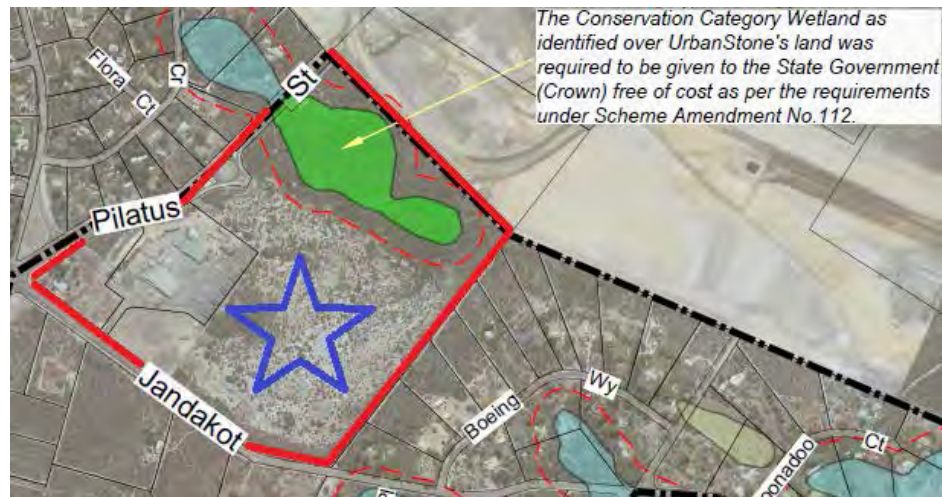 The Conservation Category Wetland as
identified over UrbanStone's land was
required to be given to the State Government
(Crown) free of cost as per the requirements
under Scheme Amendment No.112.
St
Cr
Flora Ct
Pilatus
Jandakot
Boeing
Wy
Ct